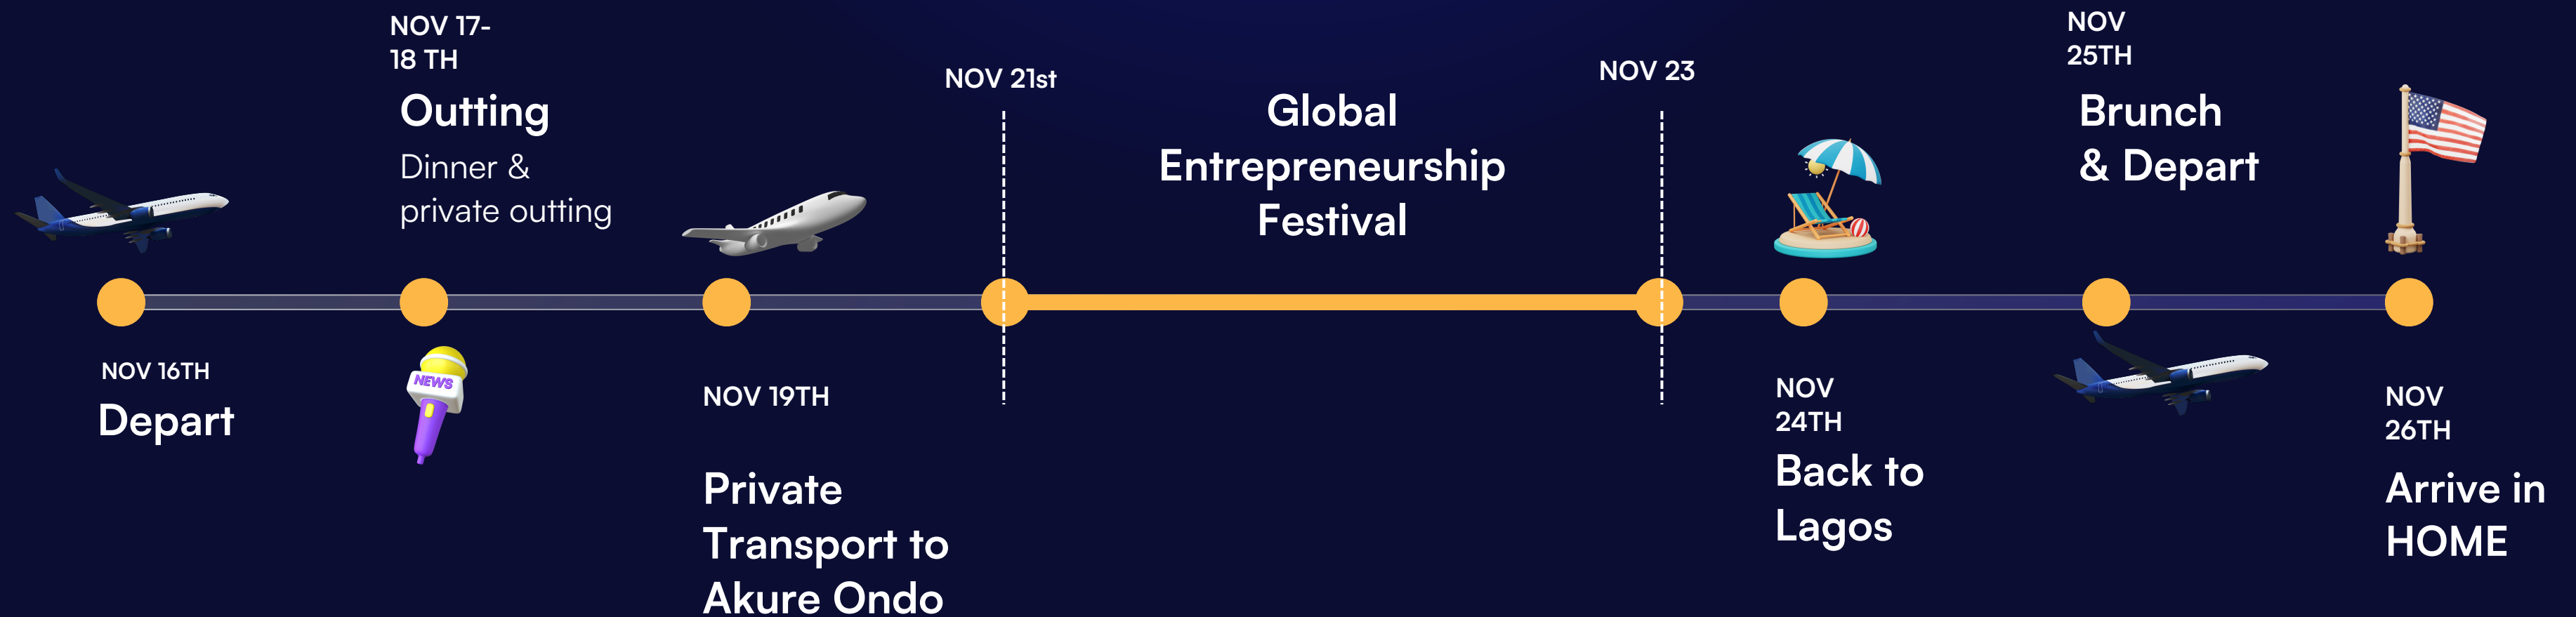 NOV 16TH
Depart
NOV 17-
18 TH
Outting
Dinner &
private outting
NEWS
NOV 19TH
Private
Transport to
Akure Ondo
NOV 21st
Global
Entrepreneurship
Festival
NOV 23
NOV
24TH
Back to
Lagos
NOV
25TH
Brunch
& Depart
NOV
26TH
Arrive in
HOME